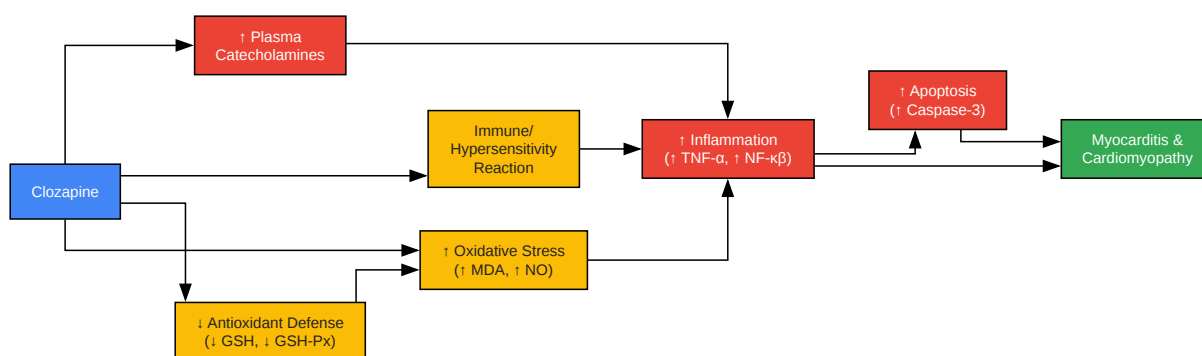 ↑ Plasma
Catecholamines
↑ Apoptosis
(↑ Caspase-3)
Immune/
Hypersensitivity
Reaction
↑ Inflammation
(↑ TNF-α, ↑ NF-κβ)
Myocarditis &
Cardiomyopathy
Clozapine
↑ Oxidative Stress
(↑ MDA, ↑ NO)
↓ Antioxidant Defense
(↓ GSH, ↓ GSH-Px)